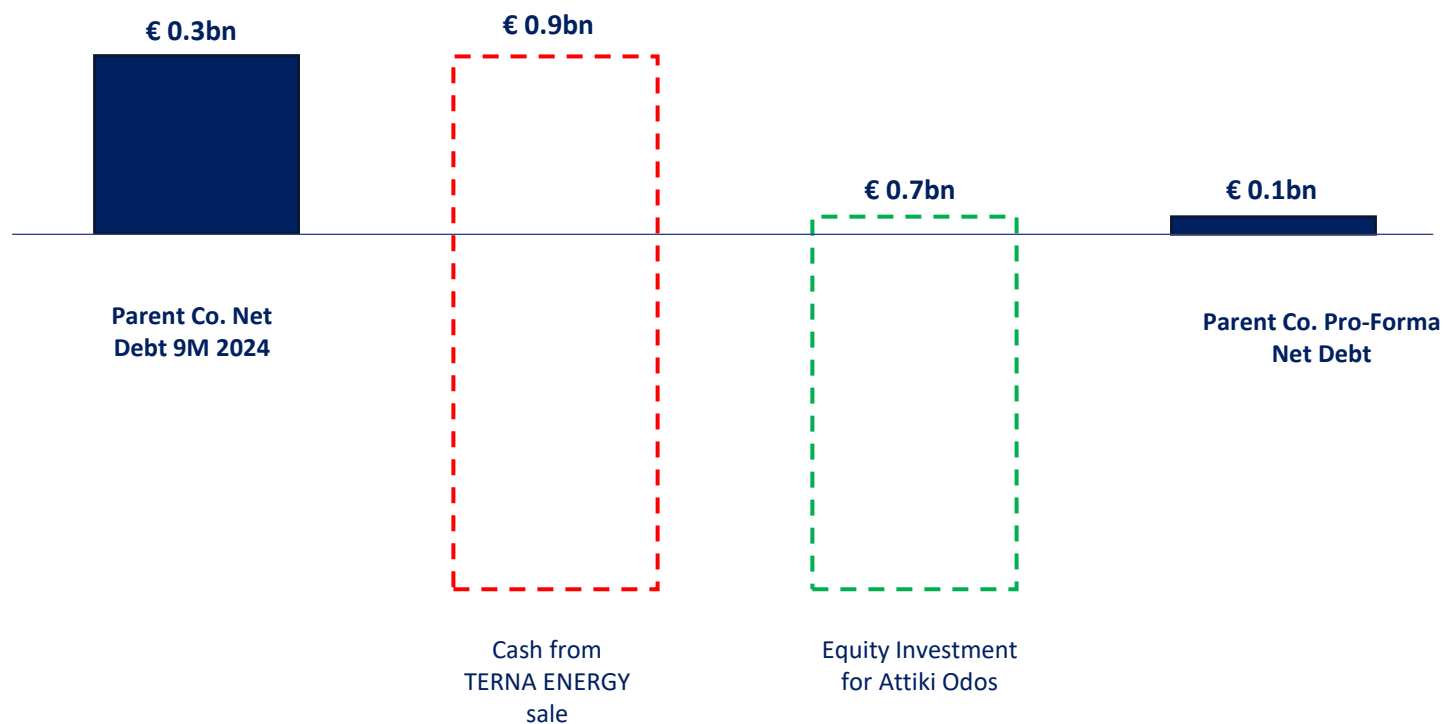 € 0.3bn
€ 0.9bn
€ 0.7bn
€ 0.1bn
Parent Co. Net
Debt 9M 2024
Cash from
TERNA ENERGY
sale
Equity Investment
for Attiki Odos
Parent Co. Pro-Forma
Net Debt